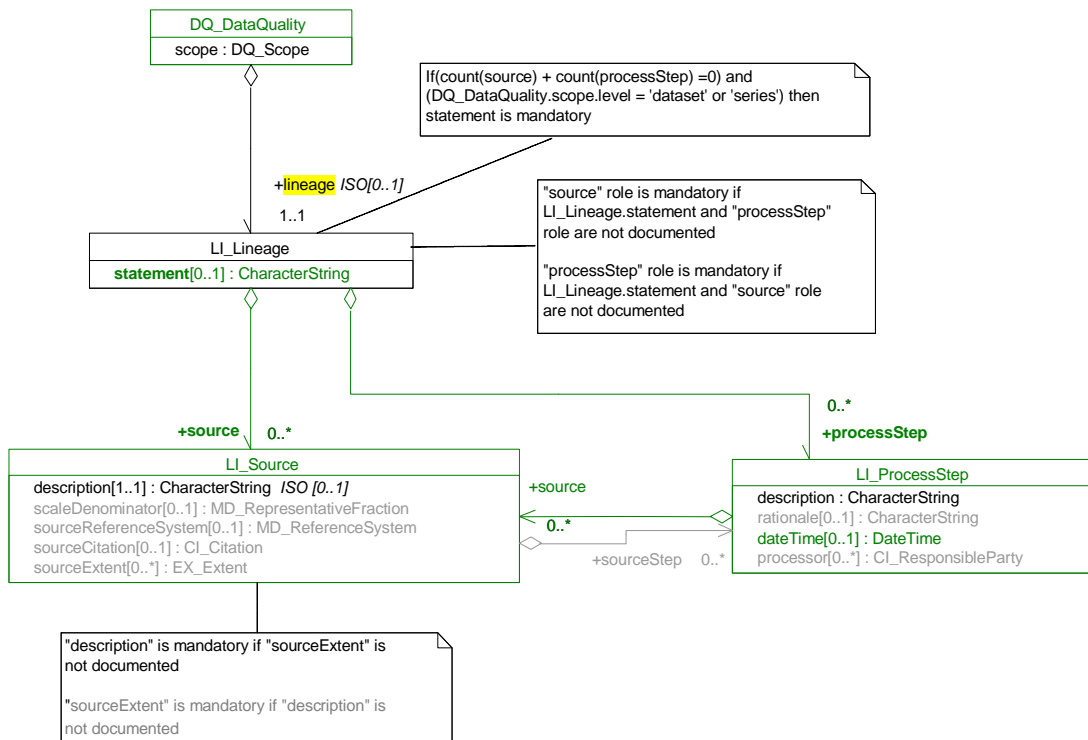 DQ_DataQuality
scope : DQ_Scope
If(count(source) + count(processStep) =0) and
(DQ_DataQuality.scope.level = 'dataset' or 'series') then
statement is mandatory
+lineage ISO[0..1]
1..1
"source" role is mandatory if
LI_Lineage.statement and "processStep"
role are not documented
"processStep" role is mandatory if
LI_Lineage.statement and "source" role
are not documented
LI_Lineage
statement[0..1] : CharacterString
+source 0..*
0..*
+processStep
LI_Source
description[1..1] : CharacterString ISO [0..1]
scaleDenominator[0..1] : MD_RepresentativeFraction
sourceReferenceSystem[0..1] : MD_ReferenceSystem
sourceCitation[0..1] : CI_Citation
sourceExtent[0..*] : EX_Extent
+source
0..*
+sourceStep 0..*
LI_ProcessStep
description : CharacterString
rationale[0..1] : CharacterString
dateTime[0..1] : DateTime
processor[0..*] : CI_ResponsibleParty
"description" is mandatory if "sourceExtent" is
not documented
"sourceExtent" is mandatory if "description" is
not documented